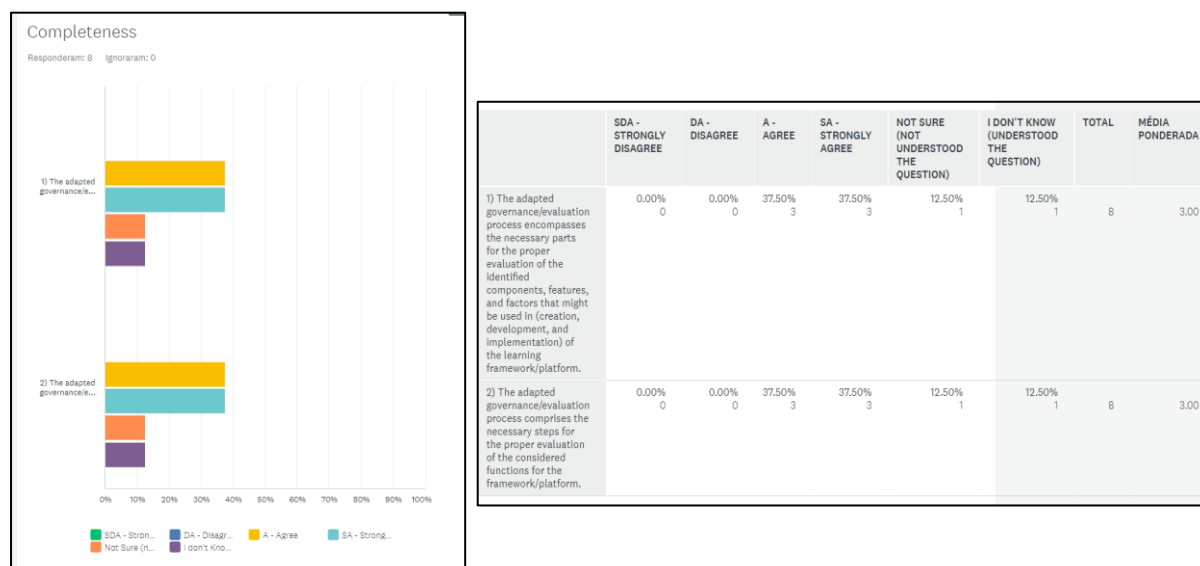 Completeness
Responderam: 8 Ignoraram: 0
1) The adapted
governance/e...
2) The adapted
governance/e...
0% 10% 20% 30% 40% 50% 60% 70% 80% 90% 100%
SDA - Stron... DA - Disagr... A - Agree SA - Strong...
Not Sure (n... I don't Kno...
SDA - STRONGLY DISAGREE
DA - DISAGREE
A - AGREE
SA - STRONGLY AGREE
NOT SURE (NOT UNDERSTOOD THE QUESTION)
I DON'T KNOW (UNDERSTOOD THE QUESTION)
TOTAL
MÉDIA PONDERADA
1) The adapted
governance/evaluation
process encompasses
the necessary parts
for the proper
evaluation of the
identified
components, features,
and factors that might
be used in (creation,
development, and
implementation) of
the learning
framework/platform.
0.00% 0.00% 37.50% 37.50% 12.50% 12.50%
0 0 3 3 1 1 8 3.00
2) The adapted
governance/evaluation
process comprises the
necessary steps for
the proper evaluation
of the considered
functions for the
framework/platform.
0.00% 0.00% 37.50% 37.50% 12.50% 12.50%
0 0 3 3 1 1 8 3.00